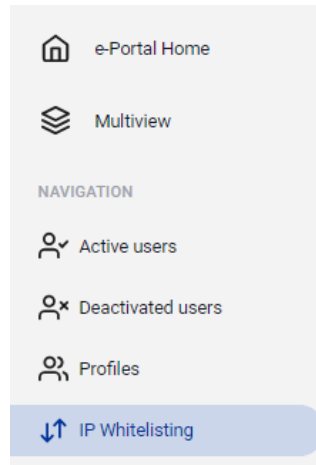 e-Portal Home
Multiview
NAVIGATION
Active users
Deactivated users
Profiles
IP Whitelisting